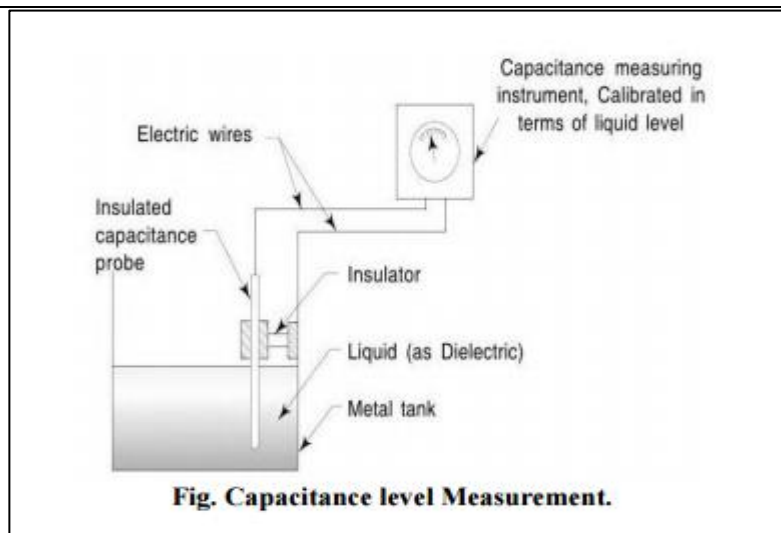 Capacitance measuring
instrument, Calibrated in
terms of liquid level
Electric wires
Insulated
capacitance
probe
Insulator
Liquid (as Dielectric)
Metal tank
Fig. Capacitance level Measurement.